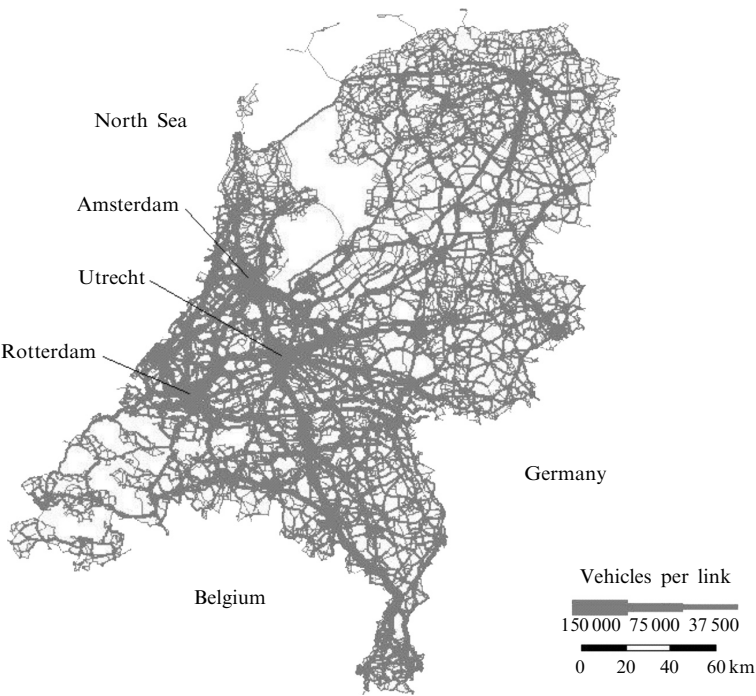 North Sea
Amsterdam
Utrecht
Rotterdam
Germany
Belgium
Vehicles per link
150 000 75 000 37 500
0 20 40 60 km